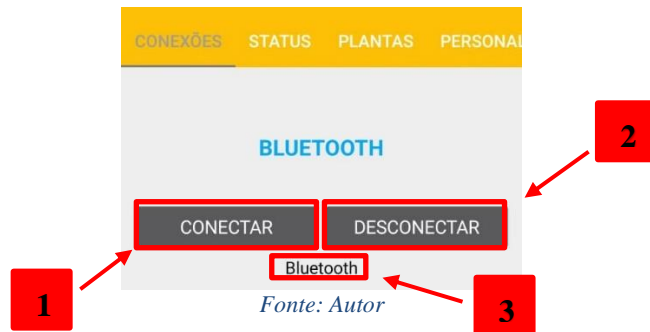 CONEXÕES STATUS PLANTAS PERSONAL
2
BLUETOOTH
CONECTAR DESCONECTAR
Bluetooth
1
Fonte: Autor
3